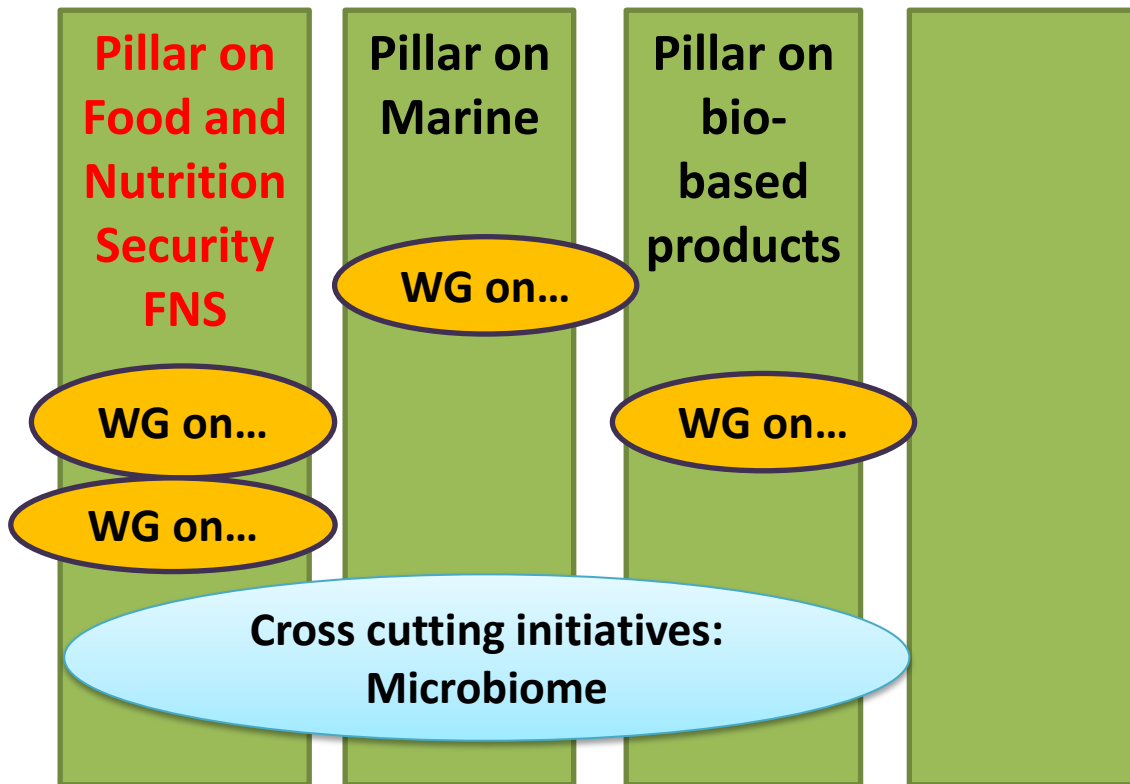 Pillar on
Food and
Nutrition
Security
FNS
WG on…
WG on…
Pillar on
Marine
WG on…
Pillar on
bio-
based
products
WG on…
Cross cutting initiatives:
Microbiome